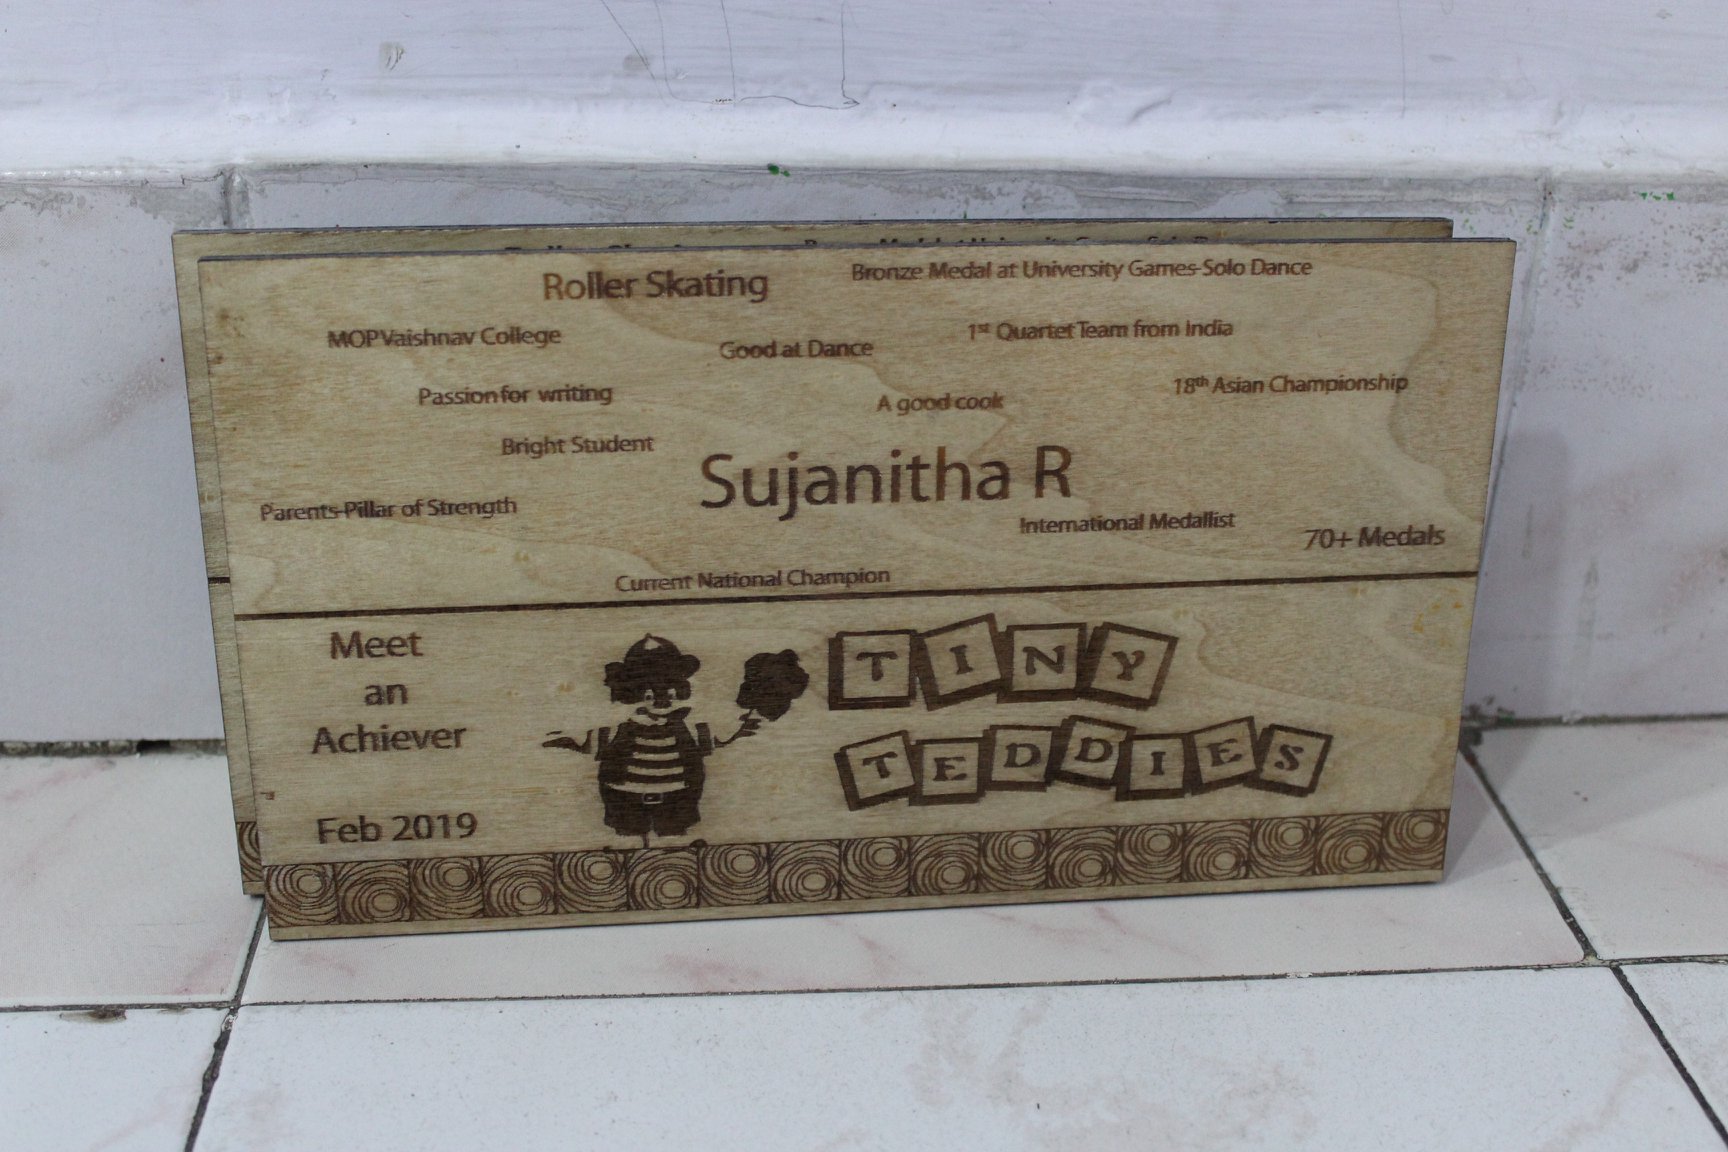 Roller Skating
Bronze Medal at University Games-Solo Dance
MOP Vaishnav College
Good at Dance
1st Quartet Team from India
Passion for writing
A good cook
18th Asian Championship
Bright Student
Sujanitha R
Parents-Pillar of Strength
International Medallist
70+ Medals
Current National Champion
Meet
an
Achiever
Feb 2019
TINY
TEDDIES